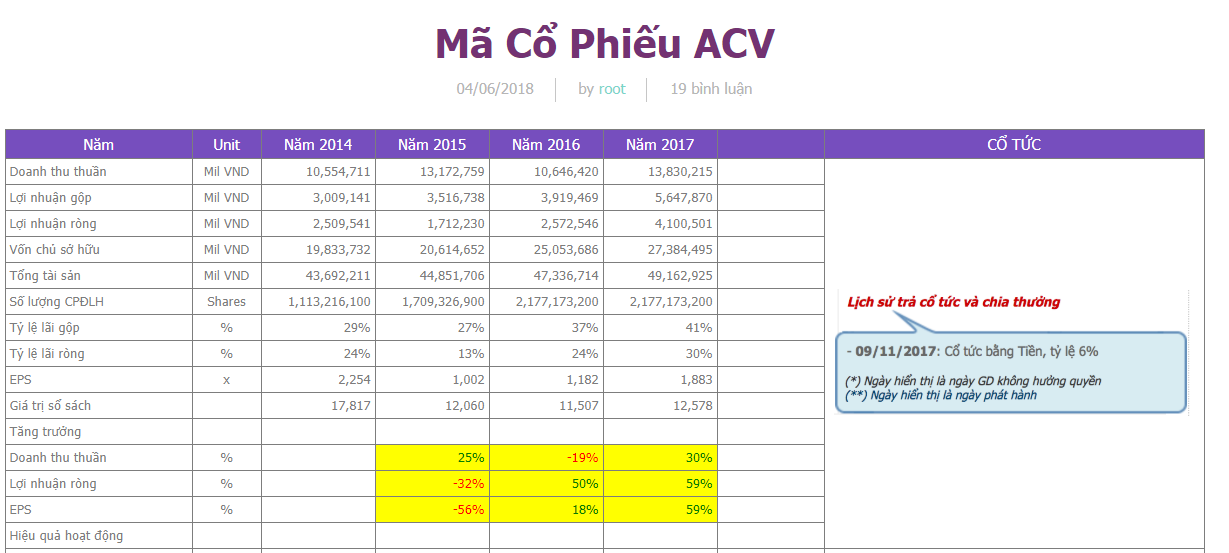 Mã Cổ Phiếu ACV
04/06/2018 by root 19 bình luận
Năm Unit Năm 2014 Năm 2015 Năm 2016 Năm 2017 CỔ TỨC
Doanh thu thuần Mil VND 10,554,711 13,172,759 10,646,420 13,830,215
Lợi nhuận gộp Mil VND 3,009,141 3,516,738 3,919,469 5,647,870
Lợi nhuận ròng Mil VND 2,509,541 1,712,230 2,572,546 4,100,501
Vốn chủ sở hữu Mil VND 19,833,732 20,614,652 25,053,686 27,384,495
Tổng tài sản Mil VND 43,692,211 44,851,706 47,336,714 49,162,925
Số lượng CPĐLH Shares 1,113,216,100 1,709,326,900 2,177,173,200 2,177,173,200
Tỷ lệ lãi gộp % 29% 27% 37% 41%
Tỷ lệ lãi ròng % 24% 13% 24% 30%
EPS x 2,254 1,002 1,182 1,883
Giá trị sổ sách 17,817 12,060 11,507 12,578
Tăng trưởng
Doanh thu thuần % 25% -19% 30%
Lợi nhuận ròng % -32% 50% 59%
EPS % -56% 18% 59%
Hiệu quả hoạt động
Lịch sử trả cổ tức và chia thưởng
- 09/11/2017: Cổ tức bằng Tiền, tỷ lệ 6%
(*) Ngày hiển thị là ngày GD không hưởng quyền
(**) Ngày hiển thị là ngày phát hành